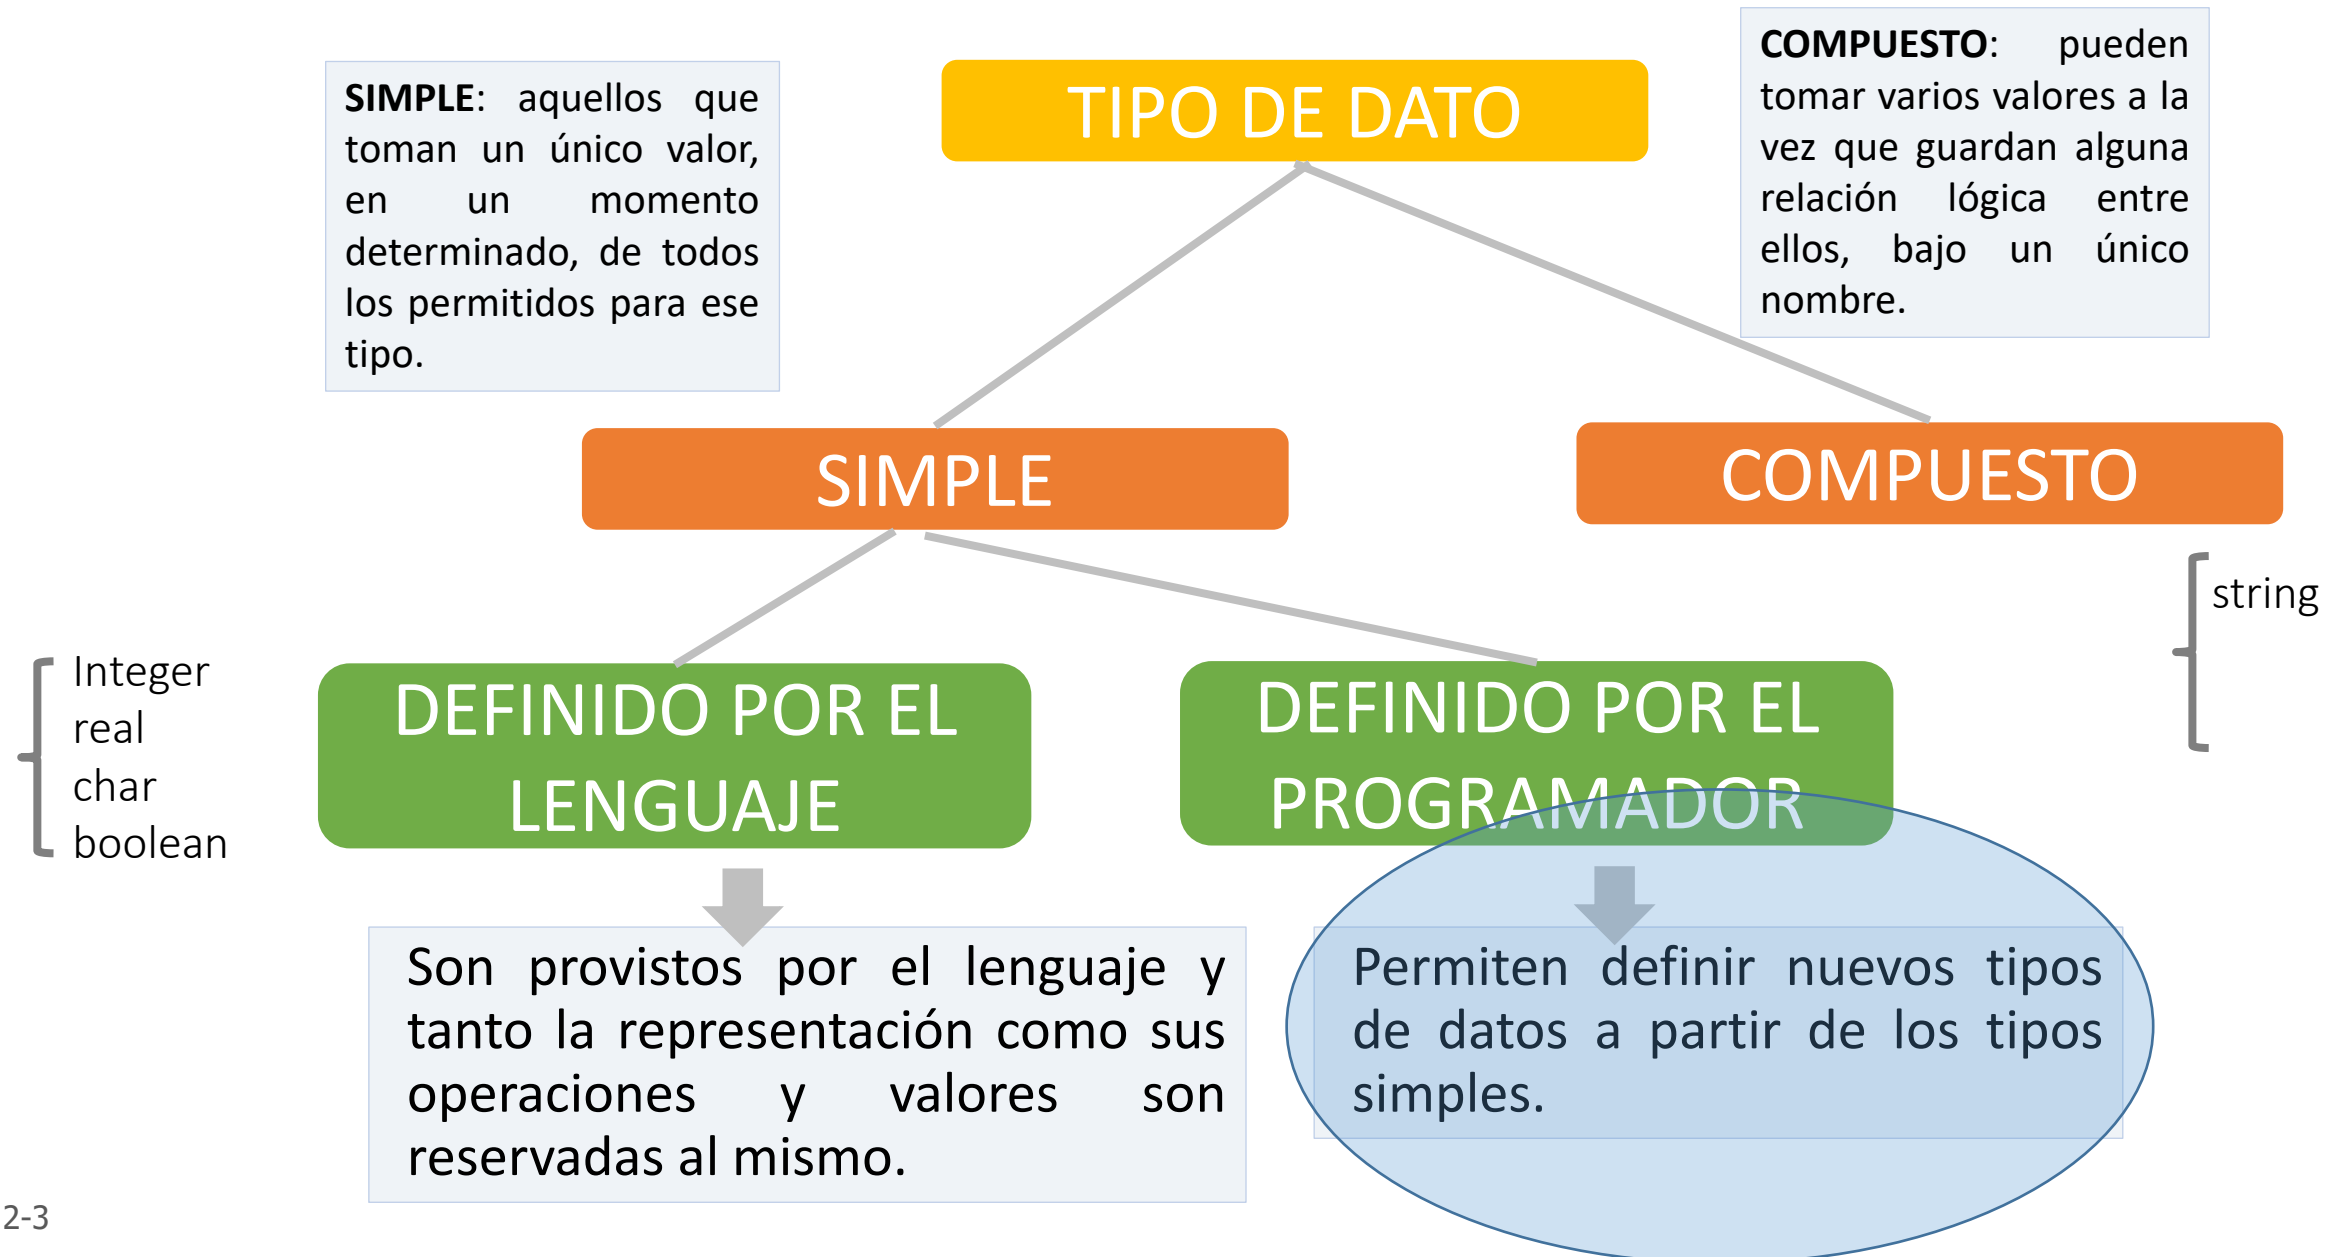 SIMPLE: aquellos que
toman un único valor,
en un momento
determinado, de todos
los permitidos para ese
tipo.
TIPO DE DATO
COMPUESTO: pueden
tomar varios valores a la
vez que guardan alguna
relación lógica entre
ellos, bajo un único
nombre.
SIMPLE
COMPUESTO
string
Integer
real
char
boolean
DEFINIDO POR EL
LENGUAJE
DEFINIDO POR EL
PROGRAMADOR
Son provistos por el lenguaje y
tanto la representación como sus
operaciones y valores son
reservadas al mismo.
Permiten definir nuevos tipos
de datos a partir de los tipos
simples.
2-3